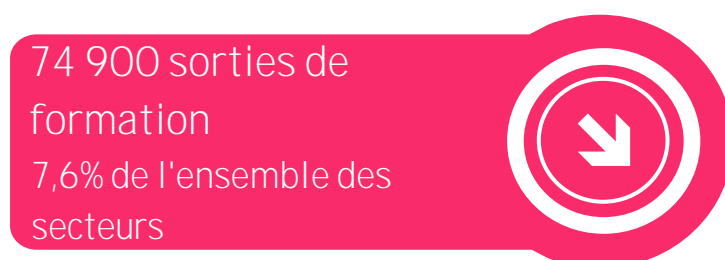 74 900 sorties de
formation
7,6% de l'ensemble des
secteurs